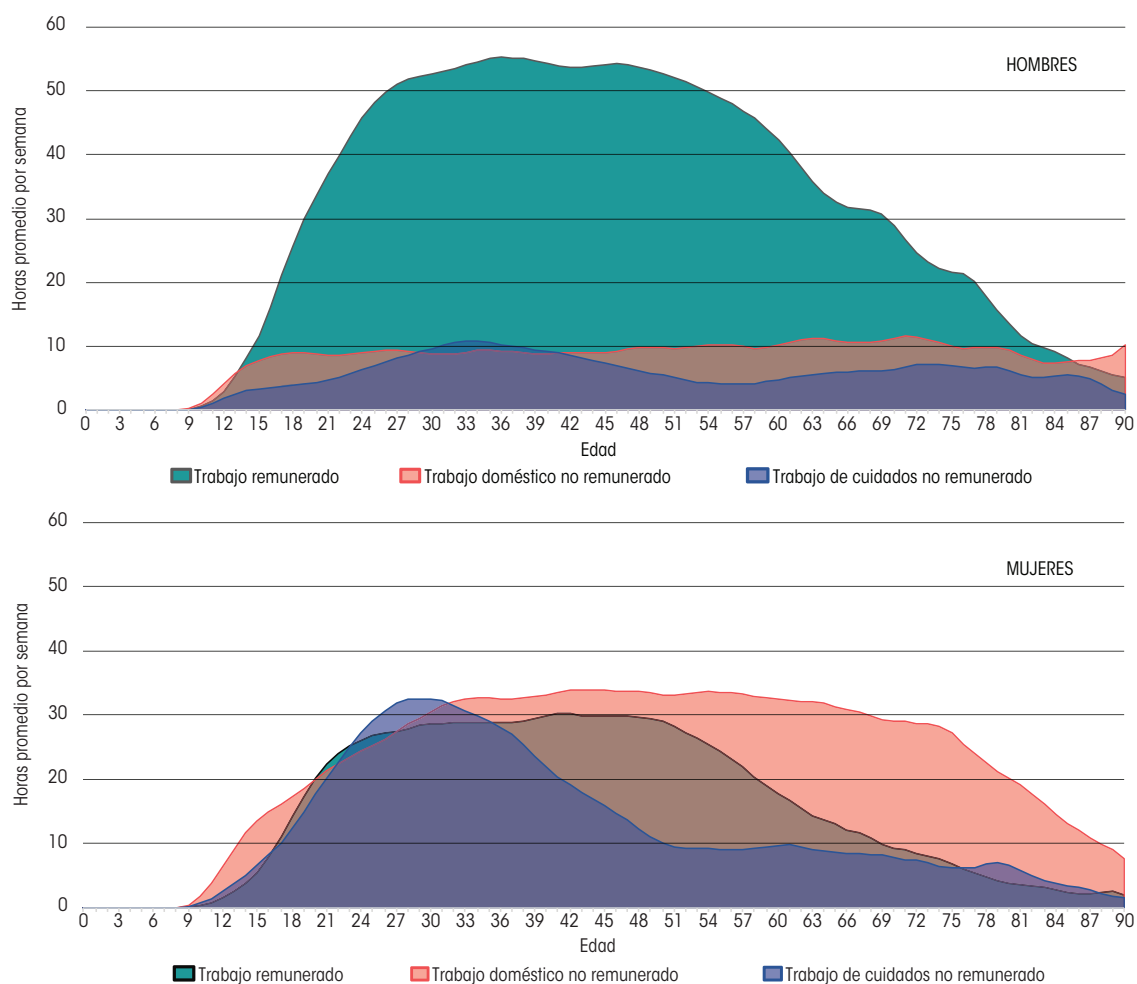 60
HOMBRES
50
40
30
20
10
0
Horas promedio por semana
0 3 6 9 12 15 18 21 24 27 30 33 36 39 42 45 48 51 54 57 60 63 66 69 72 75 78 81 84 87 90
Edad
Trabajo remunerado Trabajo doméstico no remunerado Trabajo de cuidados no remunerado
60
MUJERES
50
40
30
20
10
0
Horas promedio por semana
0 3 6 9 12 15 18 21 24 27 30 33 36 39 42 45 48 51 54 57 60 63 66 69 72 75 78 81 84 87 90
Edad
Trabajo remunerado Trabajo doméstico no remunerado Trabajo de cuidados no remunerado